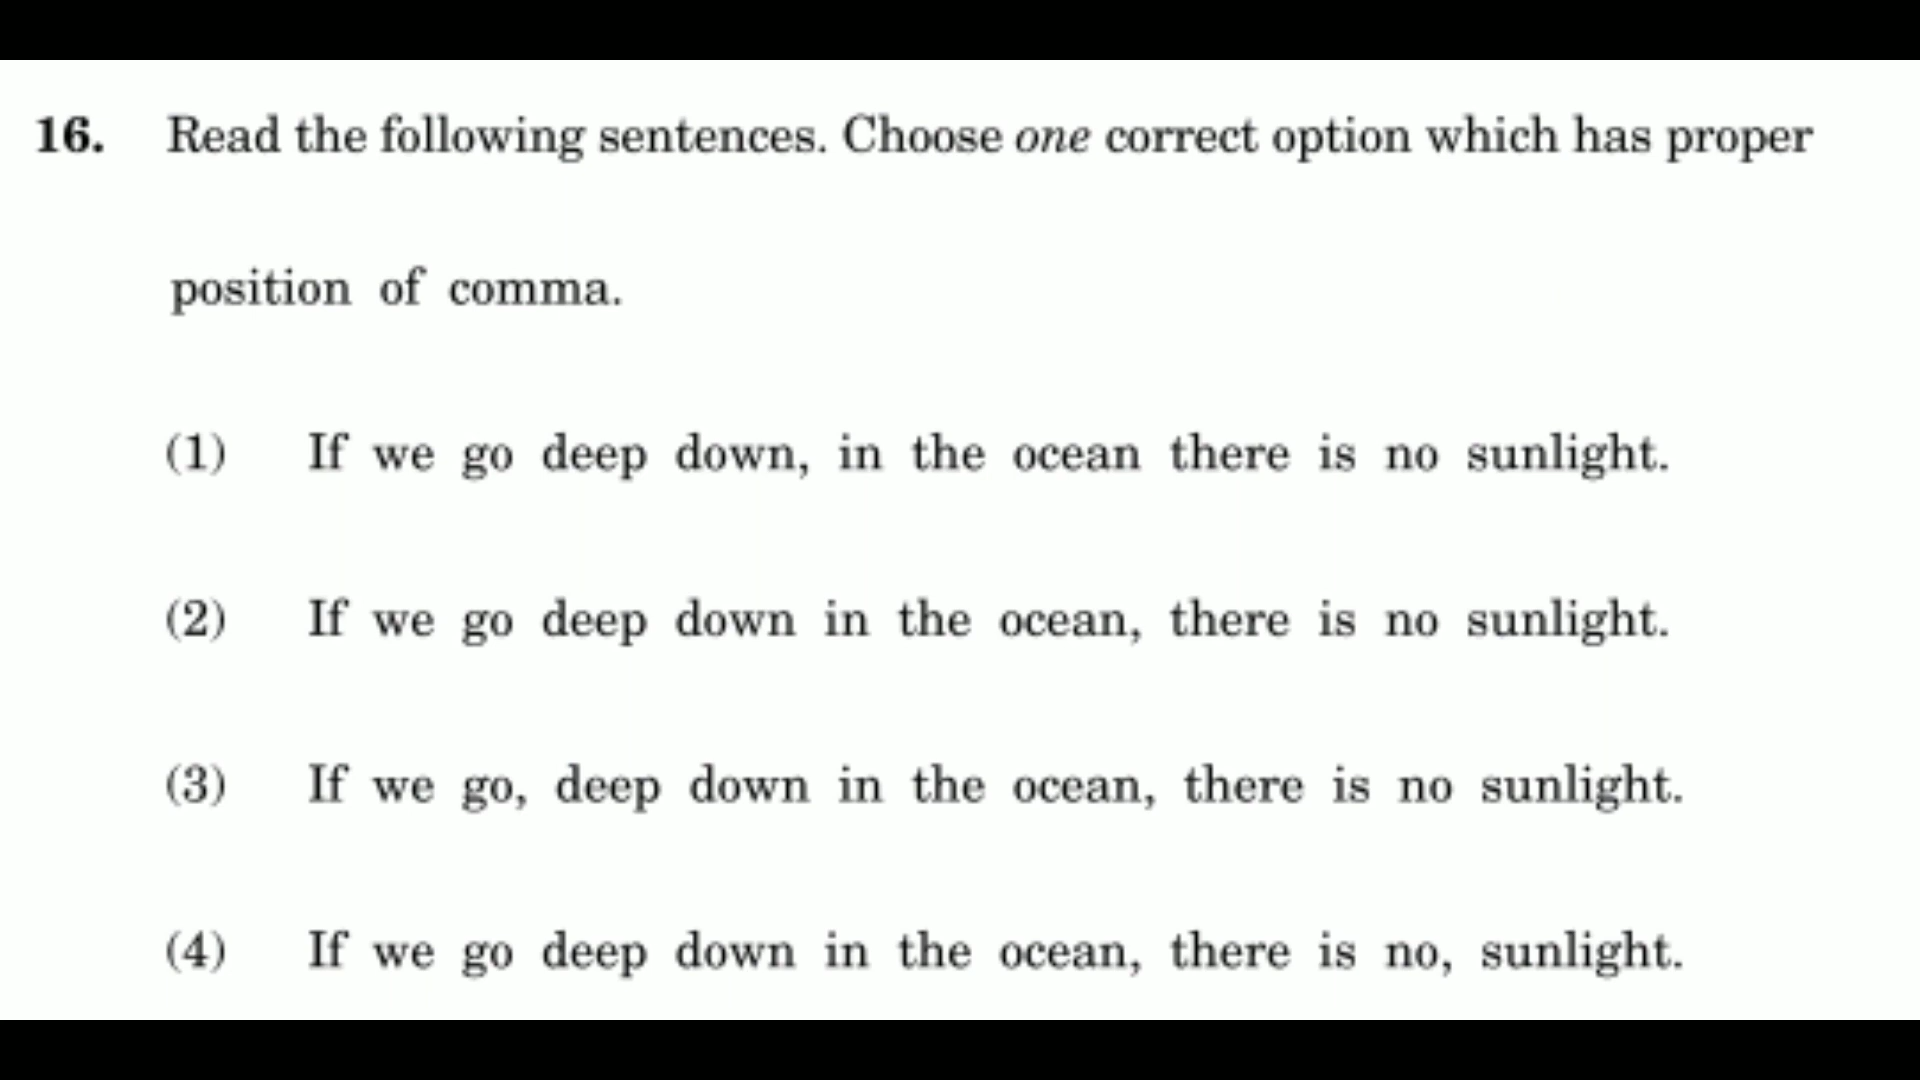 16. Read the following sentences. Choose one correct option which has proper
position of comma.
(1) If we go deep down, in the ocean there is no sunlight.
(2) If we go deep down in the ocean, there is no sunlight.
(3) If we go, deep down in the ocean, there is no sunlight.
(4) If we go deep down in the ocean, there is no, sunlight.